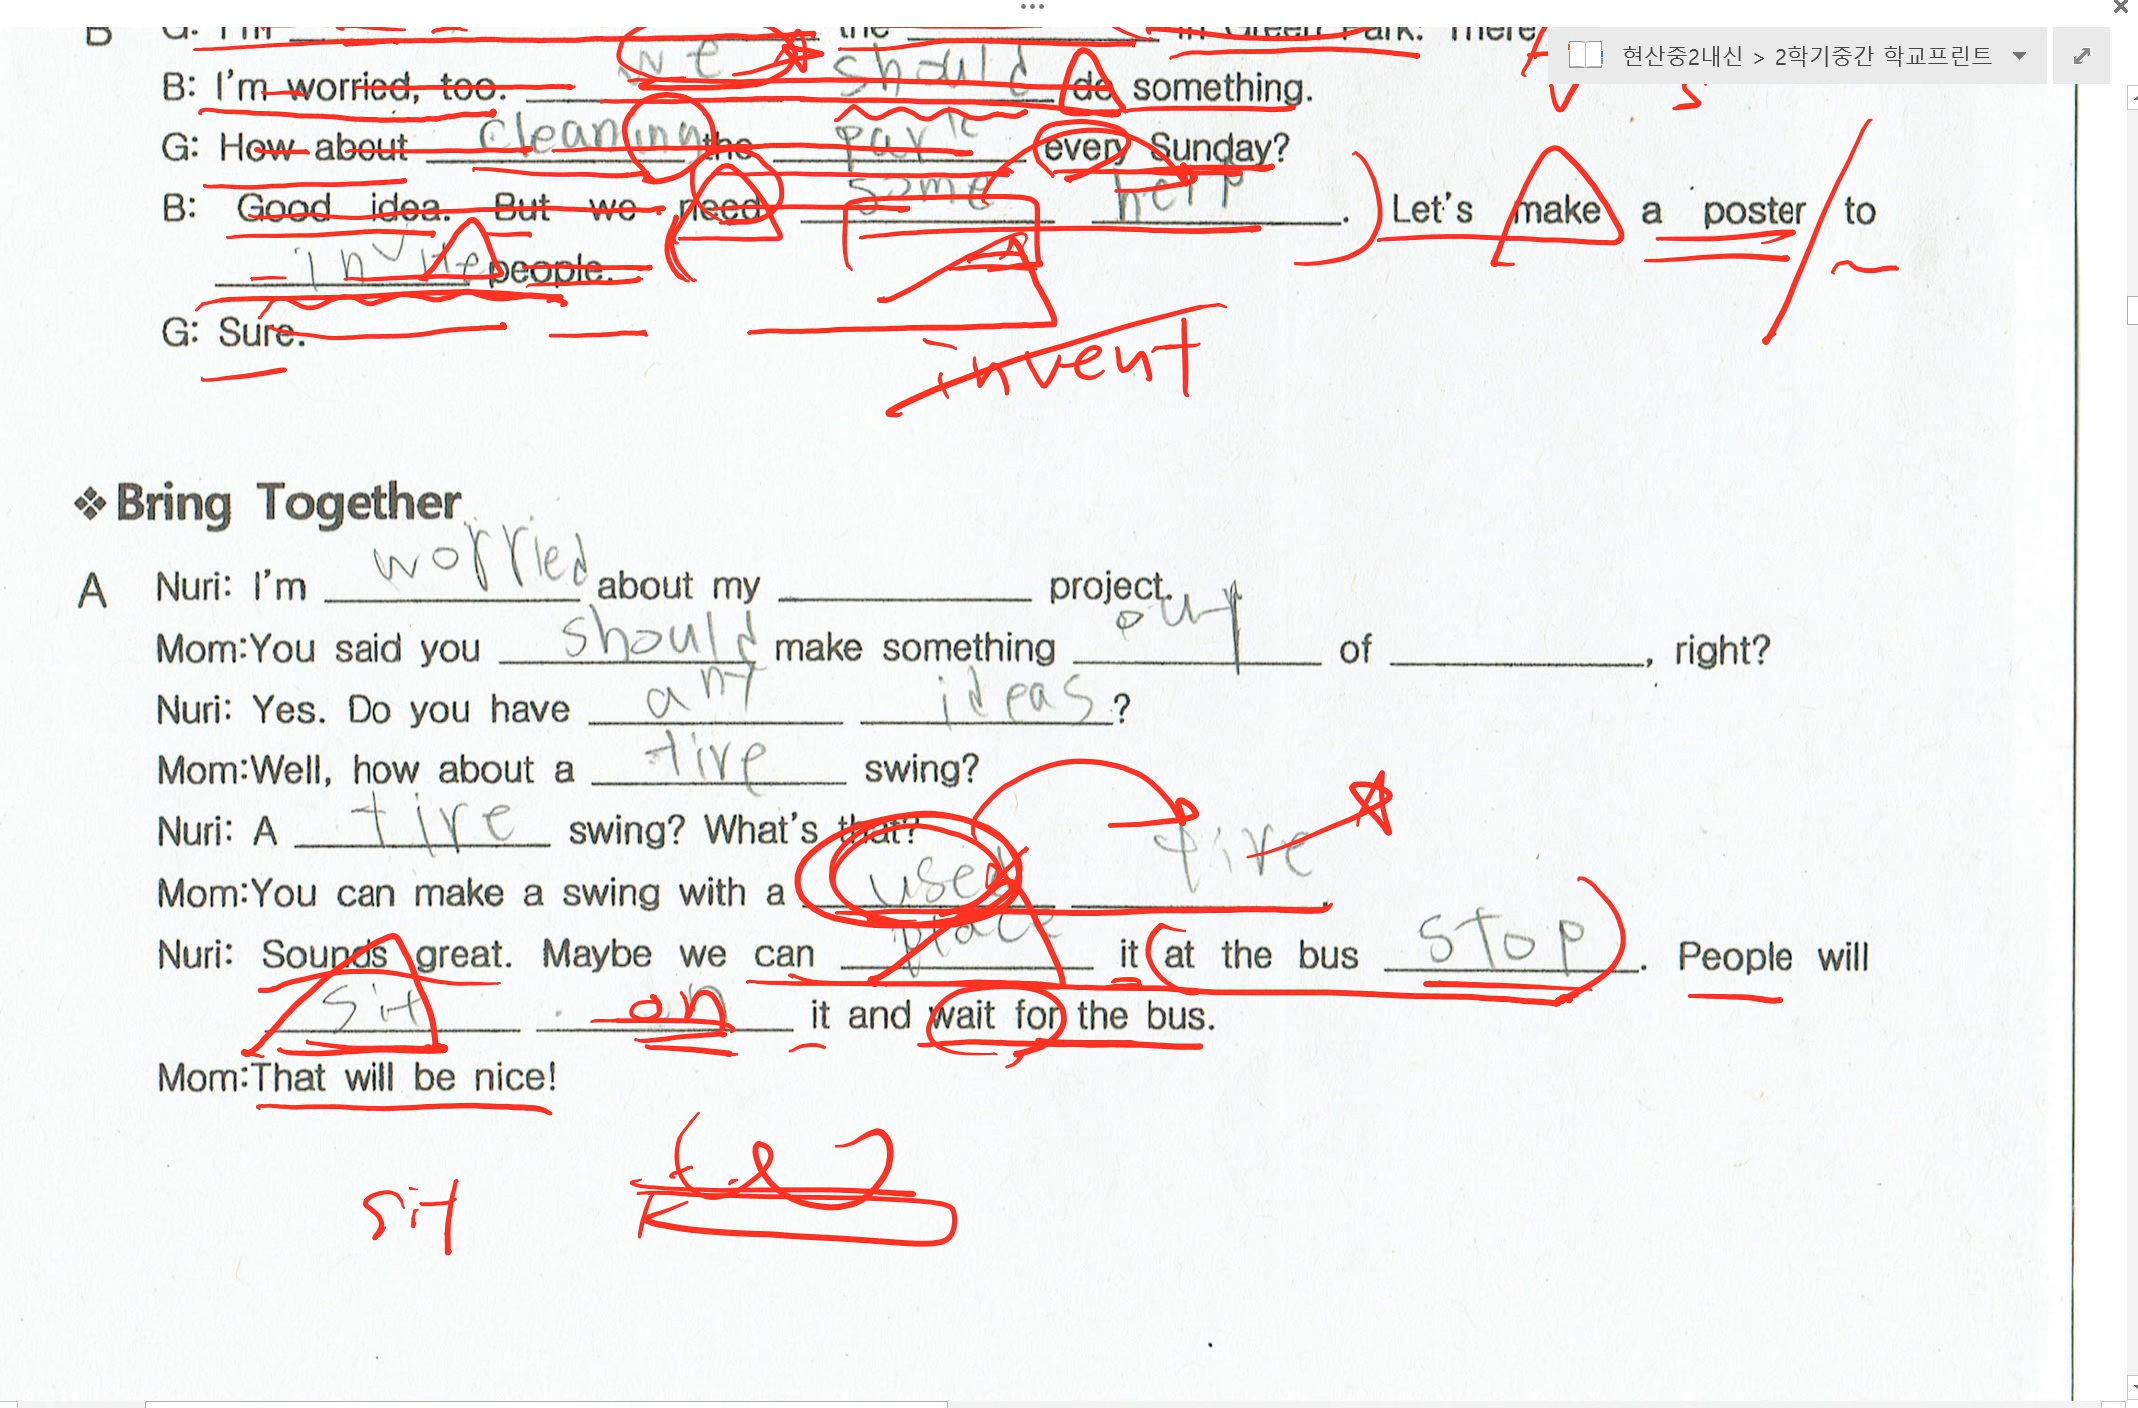 현산중2내신 > 2학기중간 학교프린트
B G: I'm the in Green Park. There
B: I'm worried, too. we should do something.
G: How about cleaning the park every Sunday?
B: Good idea. But we need some help. Let's make a poster to
invite people.
G: Sure.
invent
❖Bring Together
A Nuri: I'm worried about my project.
Mom:You said you should make something out of , right?
Nuri: Yes. Do you have any ideas?
Mom:Well, how about a tire swing?
Nuri: A tire swing? What's that?
Mom:You can make a swing with a used tire.
Nuri: Sounds great. Maybe we can place it at the bus stop. People will
sit on it and wait for the bus.
Mom:That will be nice!
sit